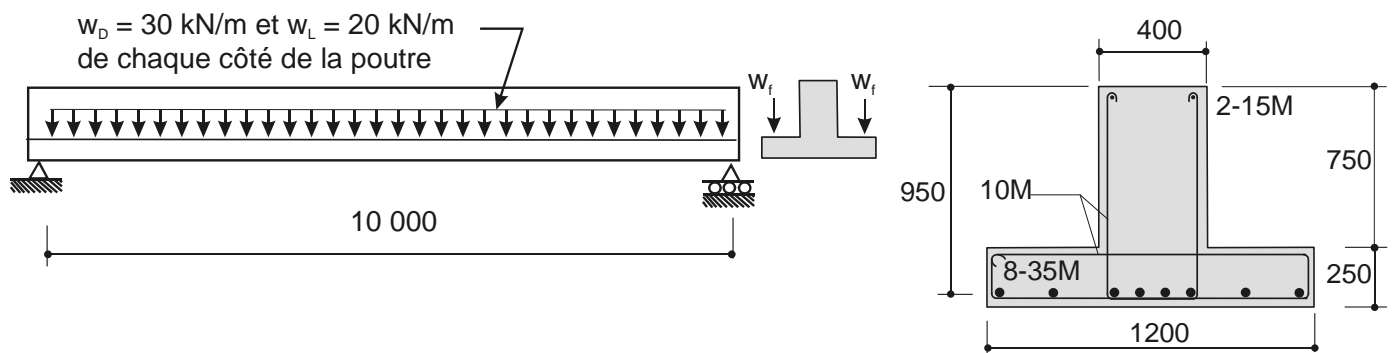 w_D = 30 kN/m et w_L = 20 kN/m
de chaque côté de la poutre
w_f
w_f
10 000
400
2-15M
750
950
10M
8-35M
250
1200